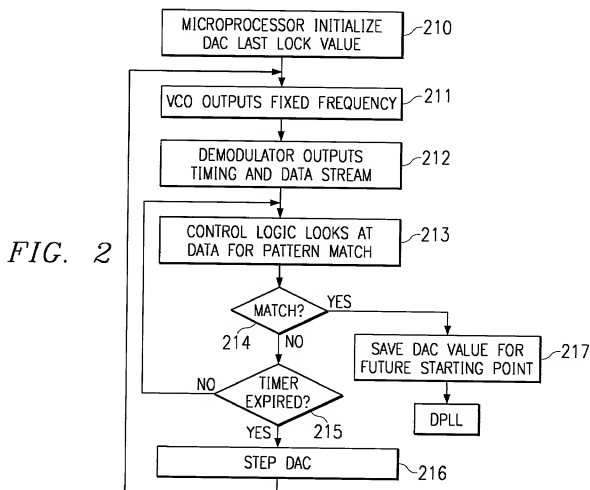 MICROPROCESSOR INITIALIZE
DAC LAST LOCK VALUE
210
VCO OUTPUTS FIXED FREQUENCY
211
DEMODULATOR OUTPUTS
TIMING AND DATA STREAM
212
CONTROL LOGIC LOOKS AT
DATA FOR PATTERN MATCH
213
FIG. 2
MATCH?
YES
214
NO
SAVE DAC VALUE FOR
FUTURE STARTING POINT
217
NO
TIMER
EXPIRED?
DPLL
YES
215
STEP DAC
216